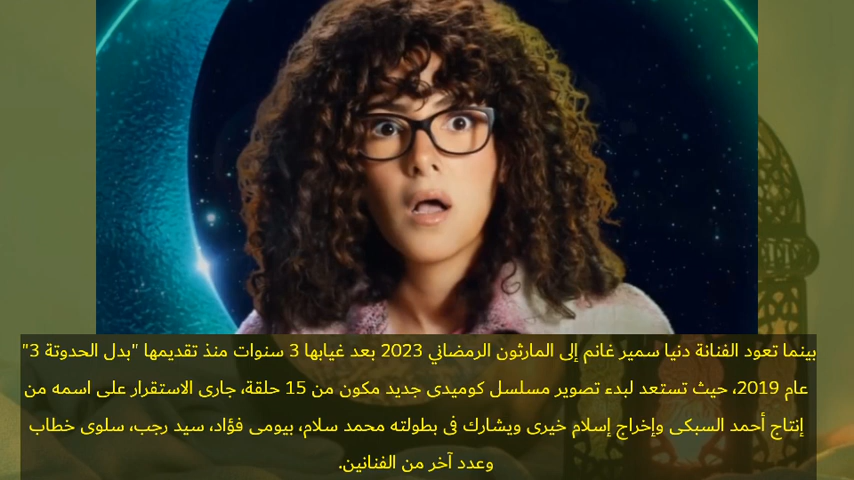 بينما تعود الفنانة دنيا سمير غانم إلى المارثون الرمضاني 2023 بعد غيابها 3 سنوات منذ تقديمها "بدل الحدوتة 3"
عام 2019، حيث تستعد لبدء تصوير مسلسل كوميدى جديد مكون من 15 حلقة، جارى الاستقرار على اسمه من
إنتاج أحمد السبكى وإخراج إسلام خيرى ويشارك فى بطولته محمد سلام، بيومى فؤاد، سيد رجب، سلوى خطاب
وعدد آخر من الفنانين.